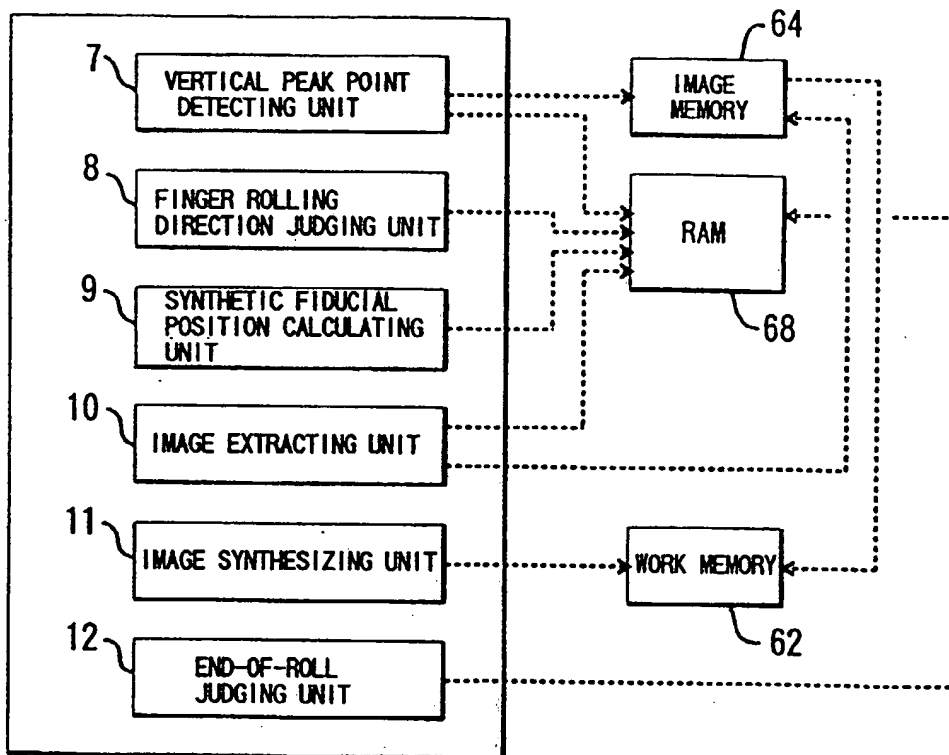 7
VERTICAL PEAK POINT
DETECTING UNIT
64
IMAGE
MEMORY
8
FINGER ROLLING
DIRECTION JUDGING UNIT
RAM
68
9
SYNTHETIC FIDUCIAL
POSITION CALCULATING
UNIT
10
IMAGE EXTRACTING UNIT
11
IMAGE SYNTHESIZING UNIT
WORK MEMORY
62
12
END-OF-ROLL
JUDGING UNIT